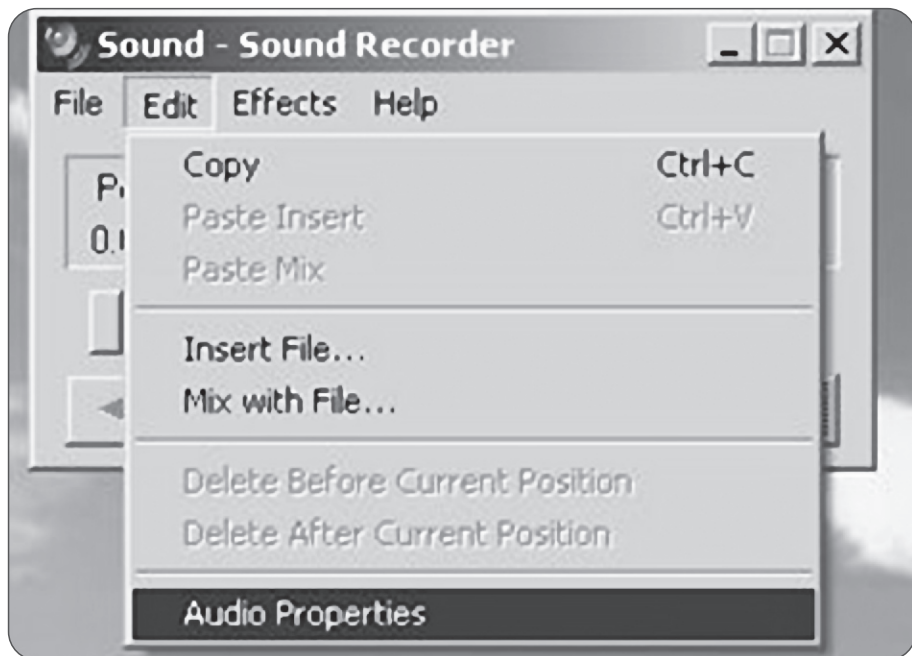 Sound - Sound Recorder
File Edit Effects Help
Copy Ctrl+C
Paste Insert Ctrl+V
Paste Mix
Insert File...
Mix with File...
Delete Before Current Position
Delete After Current Position
Audio Properties